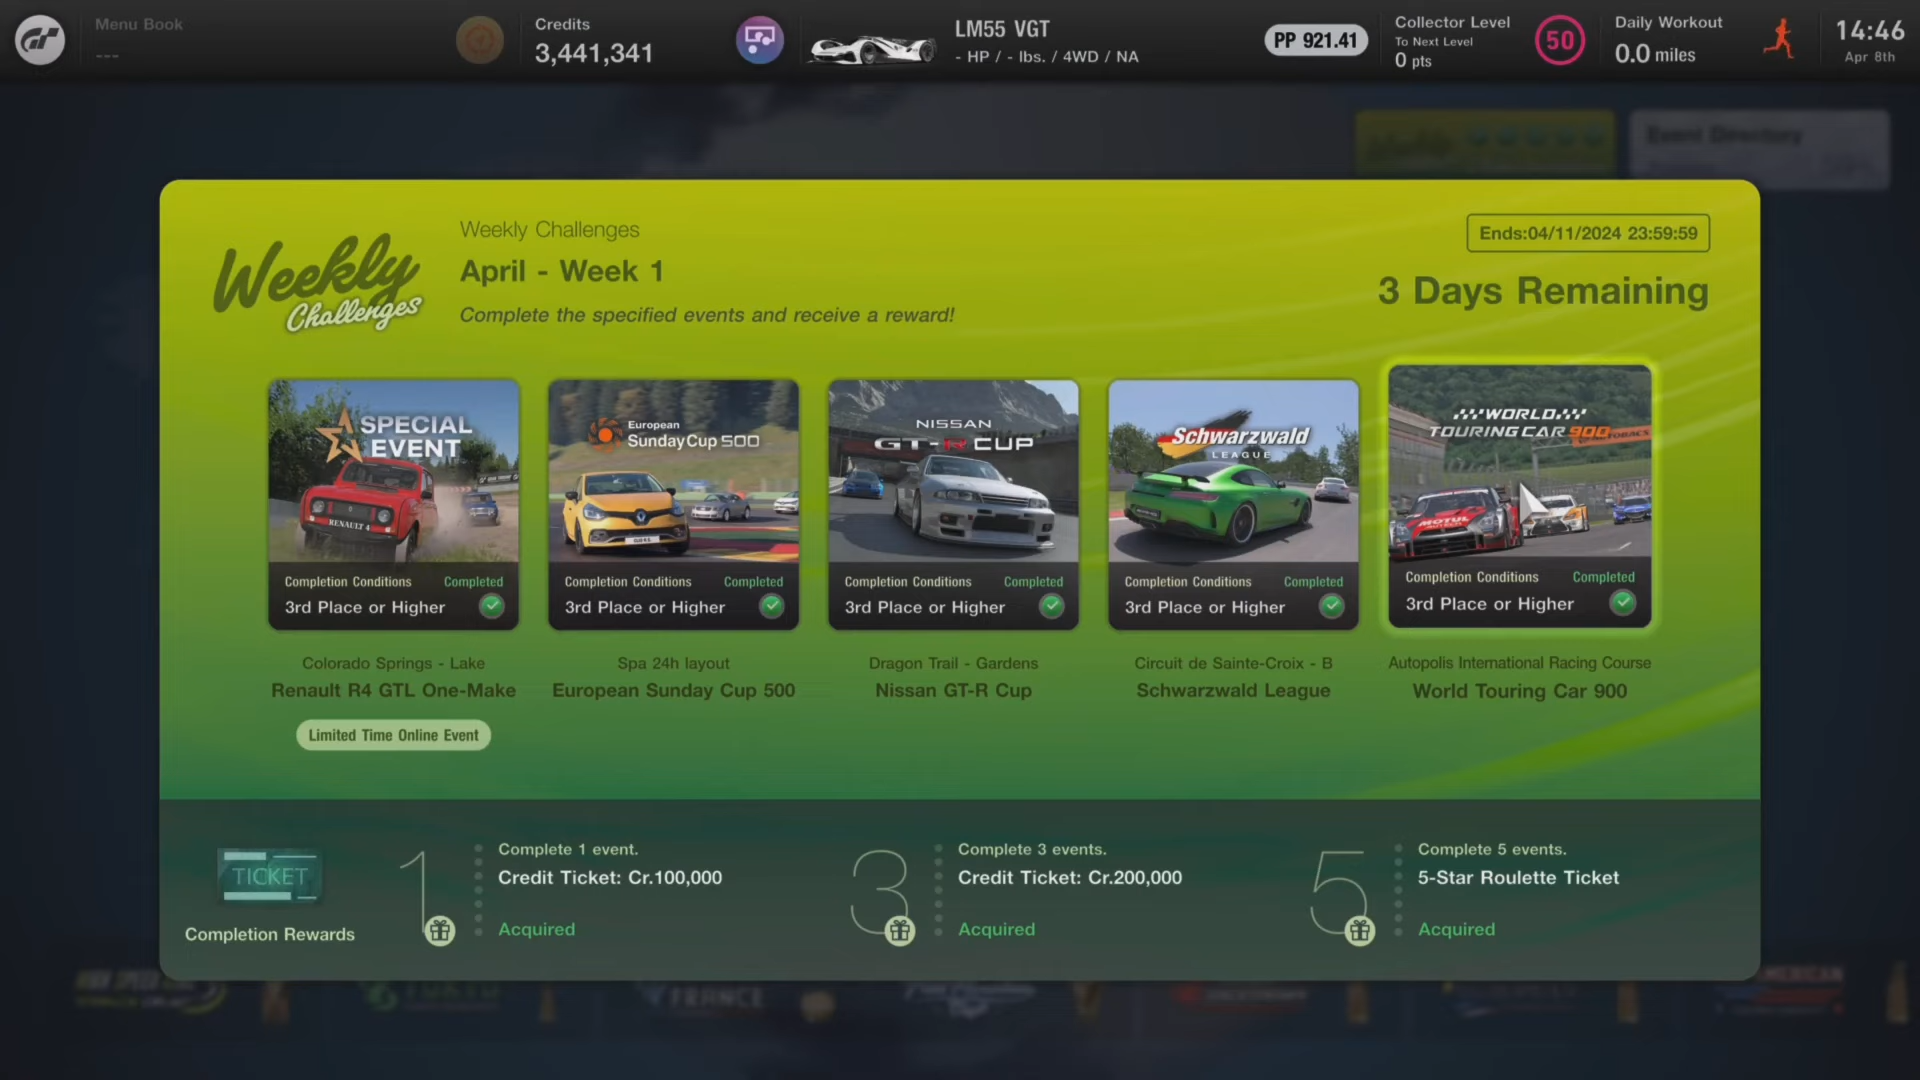 Menu Book
---
Credits
3,441,341
LM55 VGT
- HP / - lbs. / 4WD / NA
PP 921.41
Collector Level
To Next Level
0 pts
50
Daily Workout
0.0 miles
14:46
Apr 8th
Event Directory
Weekly
Challenges
Weekly Challenges
April - Week 1
Complete the specified events and receive a reward!
Ends:04/11/2024 23:59:59
3 Days Remaining
SPECIAL
EVENT
RENAULT 4
Completion Conditions
Completed
3rd Place or Higher
Colorado Springs - Lake
Renault R4 GTL One-Make
Limited Time Online Event
European
SundayCup 500
Completion Conditions
Completed
3rd Place or Higher
Spa 24h layout
European Sunday Cup 500
NISSAN
GT-R CUP
Completion Conditions
Completed
3rd Place or Higher
Dragon Trail - Gardens
Nissan GT-R Cup
Schwarzwald
LEAGUE
Completion Conditions
Completed
3rd Place or Higher
Circuit de Sainte-Croix - B
Schwarzwald League
WORLD
TOURING CAR 900
MOTUL
Completion Conditions
Completed
3rd Place or Higher
Autopolis International Racing Course
World Touring Car 900
TICKET
Completion Rewards
1
Complete 1 event.
Credit Ticket: Cr.100,000
Acquired
3
Complete 3 events.
Credit Ticket: Cr.200,000
Acquired
5
Complete 5 events.
5-Star Roulette Ticket
Acquired
TOKYO
FRANCE
AMERICAN